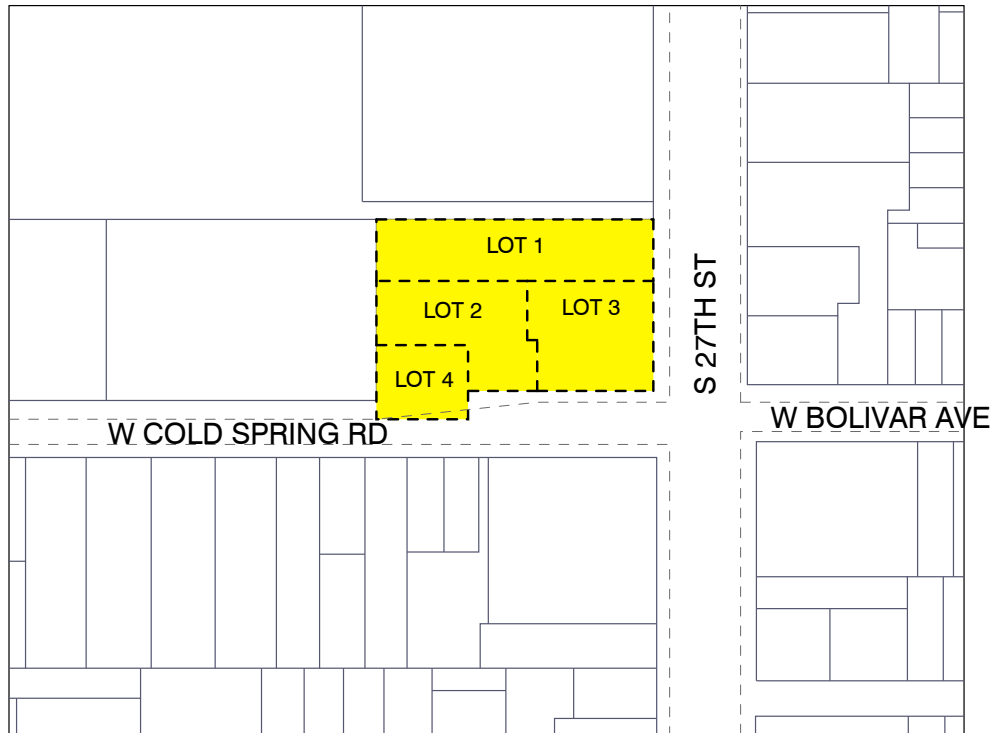 LOT 1
LOT 2
LOT 3
LOT 4
S 27TH ST
W BOLIVAR AVE
W COLD SPRING RD